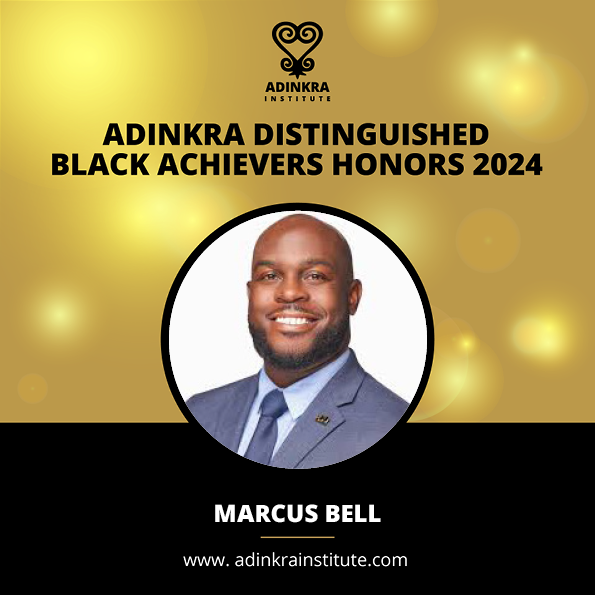 ADINKRA
INSTITUTE
ADINKRA DISTINGUISHED
BLACK ACHIEVERS HONORS 2024
MARCUS BELL
www. adinkrainstitute.com